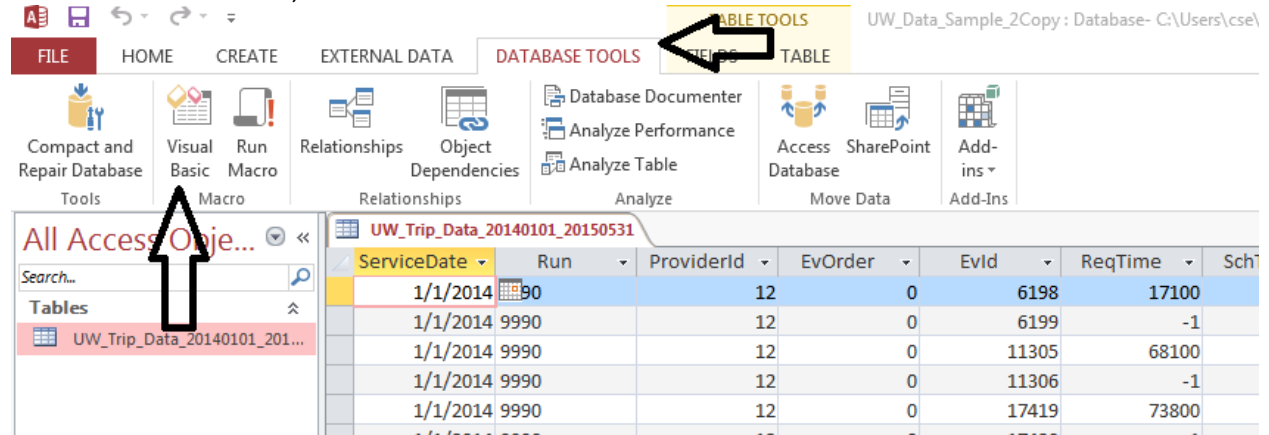 TABLE TOOLS UW_Data_Sample_2Copy : Database- C:\Users\cse\
FILE HOME CREATE EXTERNAL DATA DATABASE TOOLS FIELDS TABLE
Compact and Repair Database
Visual Basic
Run Macro
Relationships
Object Dependencies
Database Documenter
Analyze Performance
Analyze Table
Access Database
SharePoint
Add-ins
Tools Macro Relationships Analyze Move Data Add-Ins
All Access Obje... «
Search...
Tables
UW_Trip_Data_20140101_201...
UW_Trip_Data_20140101_20150531
ServiceDate Run ProviderId EvOrder EvId ReqTime
1/1/2014 90 12 0 6198 17100
1/1/2014 9990 12 0 6199 -1
1/1/2014 9990 12 0 11305 68100
1/1/2014 9990 12 0 11306 -1
1/1/2014 9990 12 0 17419 73800